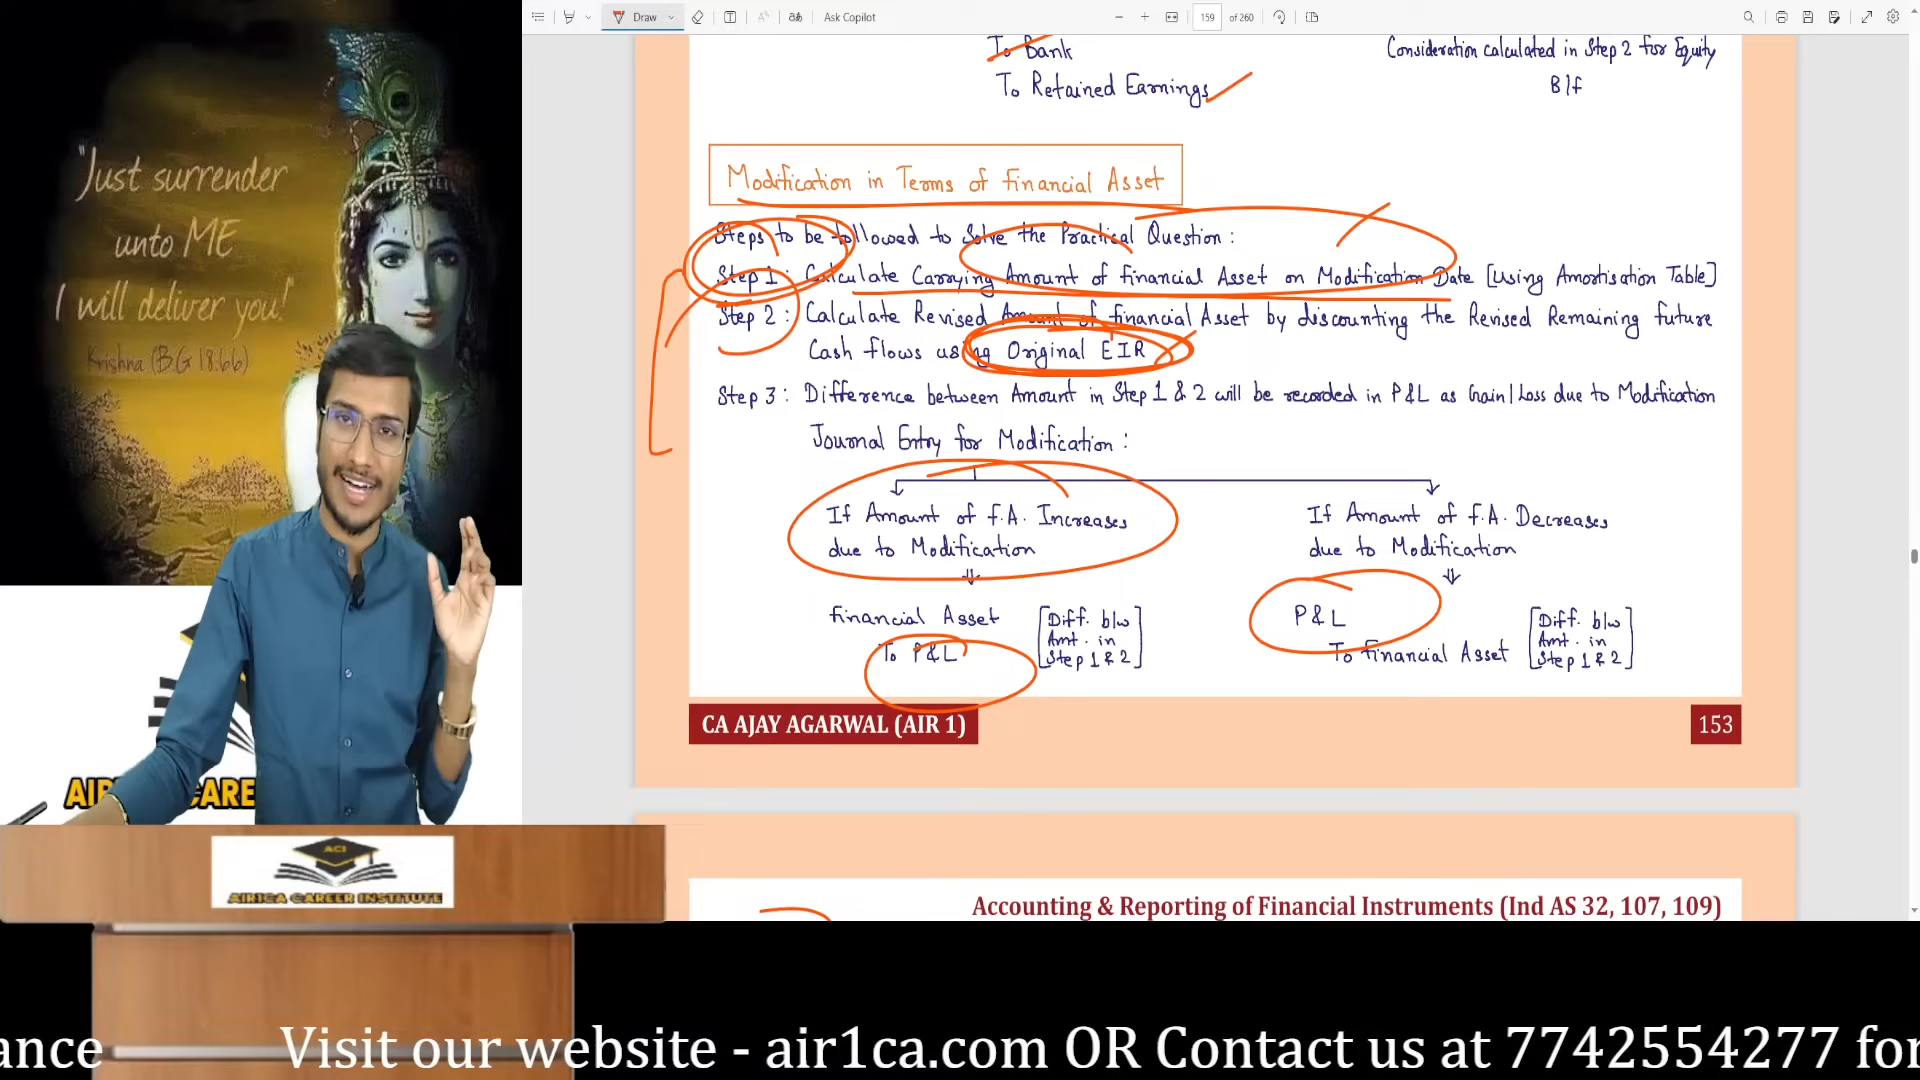 "Just surrender
unto ME
I will deliver you!"
Krishna (BG 18:66)
Draw
Ask Copilot
159
of 260
To Bank
Consideration calculated in Step 2 for Equity
To Retained Earnings
B/f
Modification in Terms of Financial Asset
Steps to be followed to Solve the Practical Question :
Step 1 : Calculate Carrying Amount of Financial Asset on Modification Date [Using Amortisation Table]
Step 2 : Calculate Revised Amount of Financial Asset by discounting the Revised Remaining future
Cash flows using Original EIR
Step 3 : Difference between Amount in Step 1 & 2 will be recorded in P&L as Gain/Loss due to Modification
Journal Entry for Modification :
If Amount of F.A. Increases
due to Modification
If Amount of F.A. Decreases
due to Modification
Financial Asset
To P&L
[Diff. b/w
Amt. in
Step 1 & 2]
P&L
To Financial Asset
[Diff. b/w
Amt. in
Step 1 & 2]
CA AJAY AGARWAL (AIR 1)
153
Accounting & Reporting of Financial Instruments (Ind AS 32, 107, 109)
ACI
AIR1CA CAREER INSTITUTE
ance Visit our website - air1ca.com OR Contact us at 7742554277 for